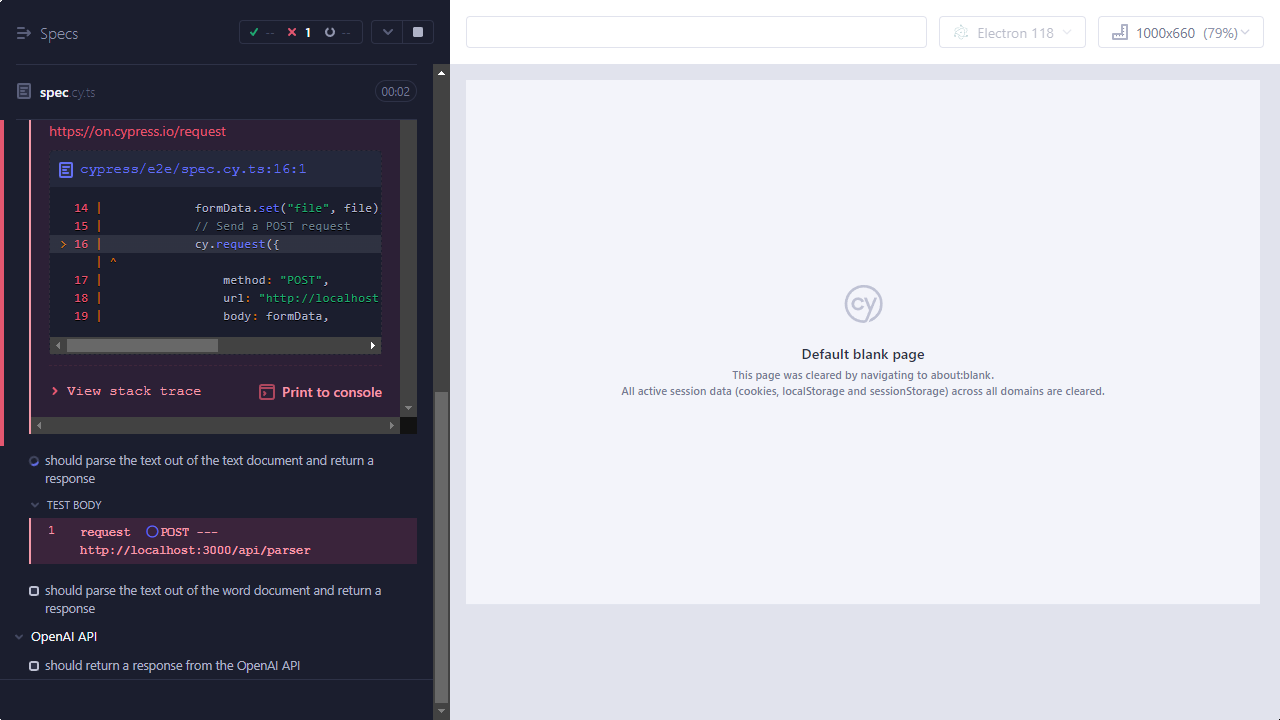 Specs
-- 1 --
Electron 118
1000x660 (79%)
spec.cy.ts
00:02
https://on.cypress.io/request
cypress/e2e/spec.cy.ts:16:1
14 | formData.set("file", file)
15 | // Send a POST request
> 16 | cy.request({
| ^
17 | method: "POST",
18 | url: "http://localhost
19 | body: formData,
> View stack trace
Print to console
should parse the text out of the text document and return a
response
TEST BODY
1 request POST ---
http://localhost:3000/api/parser
should parse the text out of the word document and return a
response
OpenAI API
should return a response from the OpenAI API
cy
Default blank page
This page was cleared by navigating to about:blank.
All active session data (cookies, localStorage and sessionStorage) across all domains are cleared.